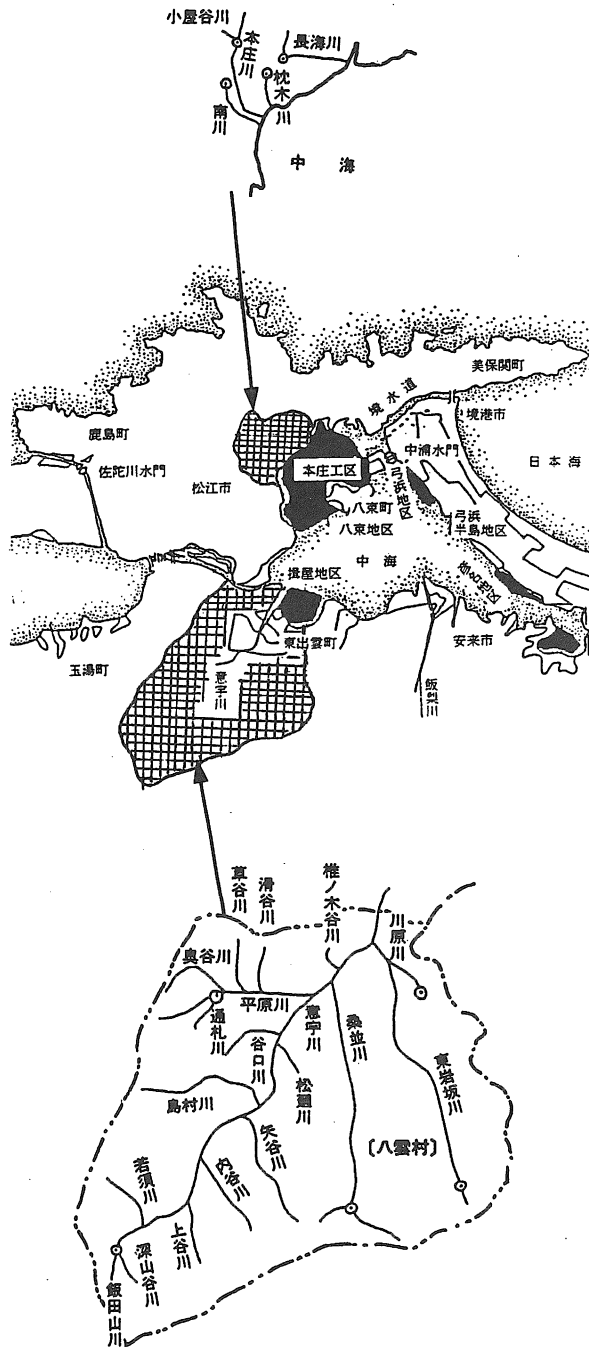 小屋谷川
本庄川
長海川
枕木川
南川
中海
美保関町
境水道
境港市
鹿島町
中浦水門
日本海
佐陀川水門
本庄工区
弓浜地区
松江市
八束町
八束地区
弓浜
半島地区
中海
揖屋地区
安来市
東出雲町
玉湯町
意宇川
飯梨川
草谷川
滑谷川
椎ノ木谷川
川原川
奥谷川
平原川
通札川
意宇川
桑並川
谷口川
松廻川
東岩坂川
島村川
矢谷川
〔八雲村〕
内谷川
若須川
上谷川
深山谷川
飯田山川